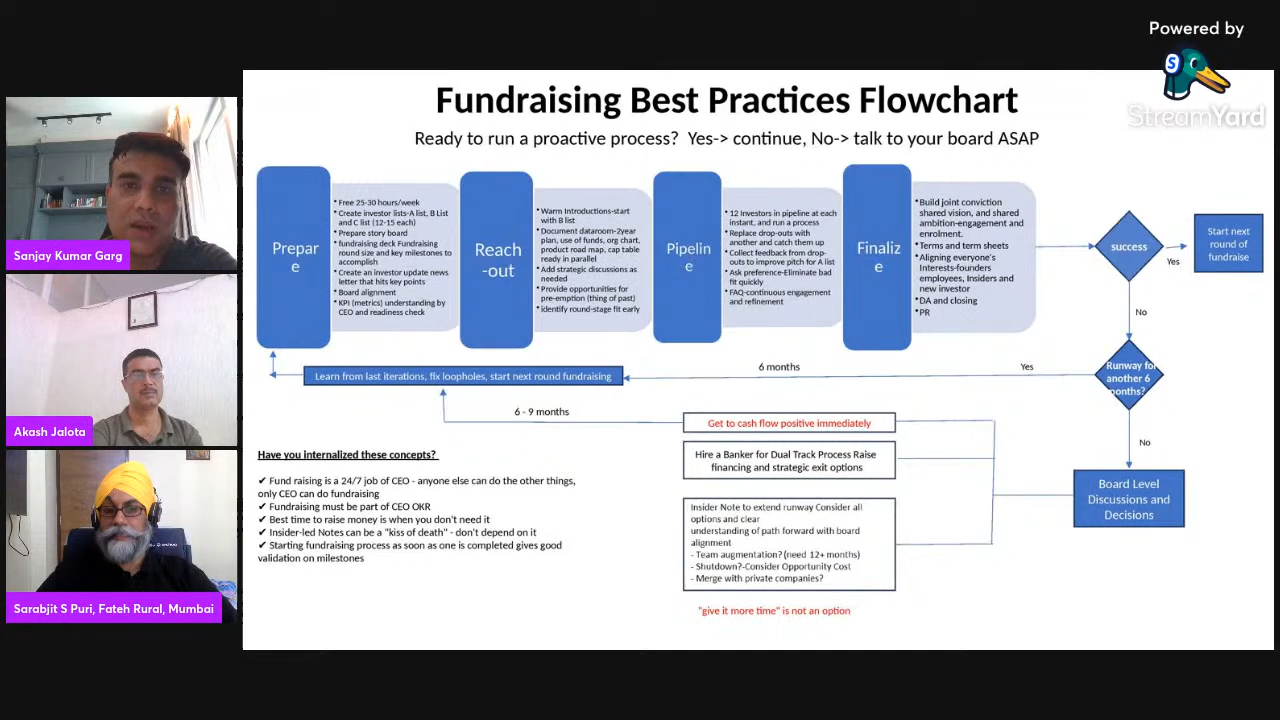 Powered by
StreamYard
S
Fundraising Best Practices Flowchart
Ready to run a proactive process? Yes-> continue, No-> talk to your board ASAP
Prepar
e
• Free 25-30 hours/week
• Create investor lists-A list, B List
and C list (12-15 each)
• Prepare story board
• fundraising deck Fundraising
round size and key milestones to
accomplish
• Create an investor update news
letter that hits key points
• Board alignment
• KPI (metrics) understanding by
CEO and readiness check
Reach
-out
• Warm Introductions-start
with B list
• Document dataroom-2year
plan, use of funds, org chart,
product road map, cap table
ready in parallel
• Add strategic discussions as
needed
• Provide opportunities for
pre-emption (thing of past)
• identify round-stage fit early
Pipelin
e
• 12 Investors in pipeline at each
instant, and run a process
• Replace drop-outs with
another and catch them up
• Collect feedback from drop-
outs to improve pitch for A list
• Ask preference-Eliminate bad
fit quickly
• FAQ-continuous engagement
and refinement
Finaliz
e
• Build joint conviction
shared vision, and shared
ambition-engagement and
enrolment.
• Terms and term sheets
• Aligning everyone's
Interests-founders
employees, Insiders and
new investor
• DA and closing
• PR
success
Yes
Start next
round of
fundraise
No
Runway for
another 6
months?
Yes
6 months
Learn from last iterations, fix loopholes, start next round fundraising
6 - 9 months
No
Board Level
Discussions and
Decisions
Get to cash flow positive immediately
Hire a Banker for Dual Track Process Raise
financing and strategic exit options
Insider Note to extend runway Consider all
options and clear
understanding of path forward with board
alignment
- Team augmentation? (need 12+ months)
- Shutdown?-Consider Opportunity Cost
- Merge with private companies?
"give it more time" is not an option
Have you internalized these concepts?
✔ Fund raising is a 24/7 job of CEO - anyone else can do the other things,
only CEO can do fundraising
✔ Fundraising must be part of CEO OKR
✔ Best time to raise money is when you don't need it
✔ Insider-led Notes can be a "kiss of death" - don't depend on it
✔ Starting fundraising process as soon as one is completed gives good
validation on milestones
Sanjay Kumar Garg
Akash Jalota
Sarabjit S Puri, Fateh Rural, Mumbai